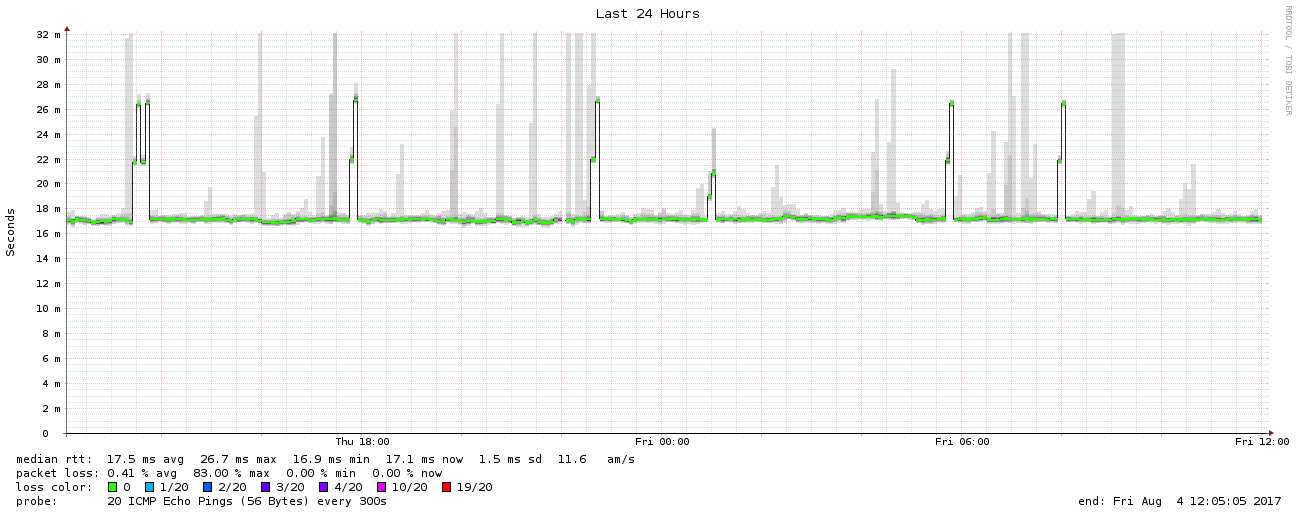 Last 24 Hours
RRDTOOL / TOBI OETIKER
Seconds
32 m
30 m
28 m
26 m
24 m
22 m
20 m
18 m
16 m
14 m
12 m
10 m
8 m
6 m
4 m
2 m
0
Thu 18:00 Fri 00:00 Fri 06:00 Fri 12:00
median rtt: 17.5 ms avg 26.7 ms max 16.9 ms min 17.1 ms now 1.5 ms sd 11.6 am/s
packet loss: 0.41 % avg 83.00 % max 0.00 % min 0.00 % now
loss color: 0 1/20 2/20 3/20 4/20 10/20 19/20
probe: 20 ICMP Echo Pings (56 Bytes) every 300s end: Fri Aug 4 12:05:05 2017